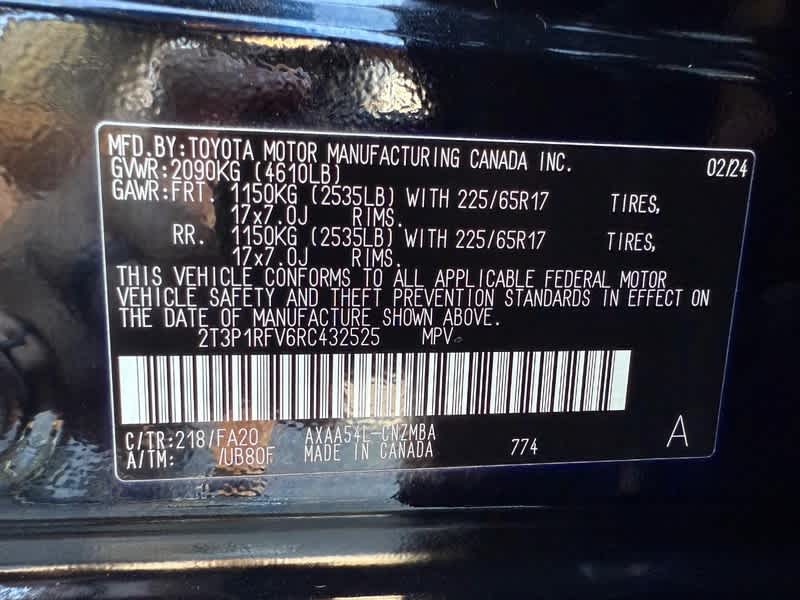 MFD.BY:TOYOTA MOTOR MANUFACTURING CANADA INC. 02/24
GVWR:2090KG (4610LB)
GAWR:FRT. 1150KG (2535LB) WITH 225/65R17 TIRES,
17x7.0J RIMS.
RR. 1150KG (2535LB) WITH 225/65R17 TIRES,
17x7.0J RIMS.
THIS VEHICLE CONFORMS TO ALL APPLICABLE FEDERAL MOTOR
VEHICLE SAFETY AND THEFT PREVENTION STANDARDS IN EFFECT ON
THE DATE OF MANUFACTURE SHOWN ABOVE.
2T3P1RFV6RC432525 MPV
C/TR:218/FA20 AXAA54L-CNZMBA
A/TM: /UB80F MADE IN CANADA 774 A